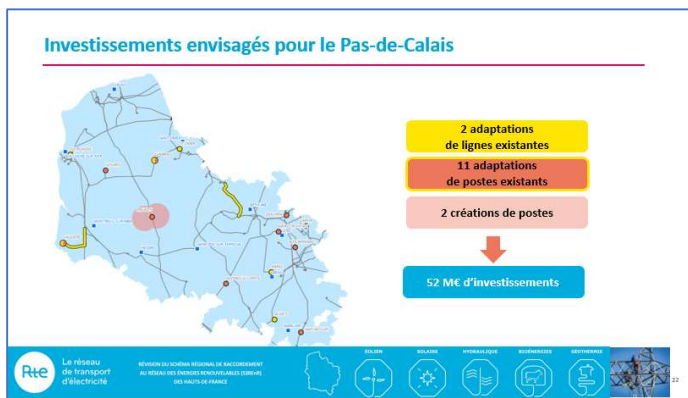 Investissements envisagés pour le Pas-de-Calais
2 adaptations
de lignes existantes
11 adaptations
de postes existants
2 créations de postes
52 M€ d'investissements
Rte
Le réseau
de transport
d'électricité
RÉVISION DU SCHÉMA RÉGIONAL DE RACCORDEMENT
AU RÉSEAU DES ÉNERGIES RENOUVELABLES (S3REnR)
DES HAUTS-DE-FRANCE
ÉOLIEN
SOLAIRE
HYDRAULIQUE
BIOÉNERGIES
GÉOTHERMIE
22